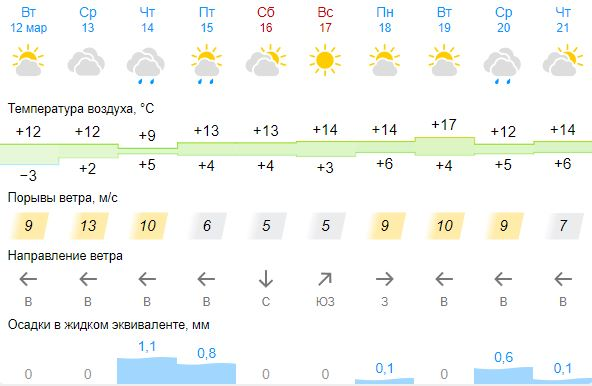 Вт Ср Чт Пт Сб Вс Пн Вт Ср Чт
12 мар 13 14 15 16 17 18 19 20 21
Температура воздуха, °C
+12 +12 +9 +13 +13 +14 +14 +17 +12 +14
−3 +2 +5 +4 +4 +3 +6 +4 +5 +6
Порывы ветра, м/с
9 13 10 6 5 5 9 10 9 7
Направление ветра
В В В В С ЮЗ З В В В
Осадки в жидком эквиваленте, мм
0 0 1,1 0,8 0 0 0,1 0 0,6 0,1